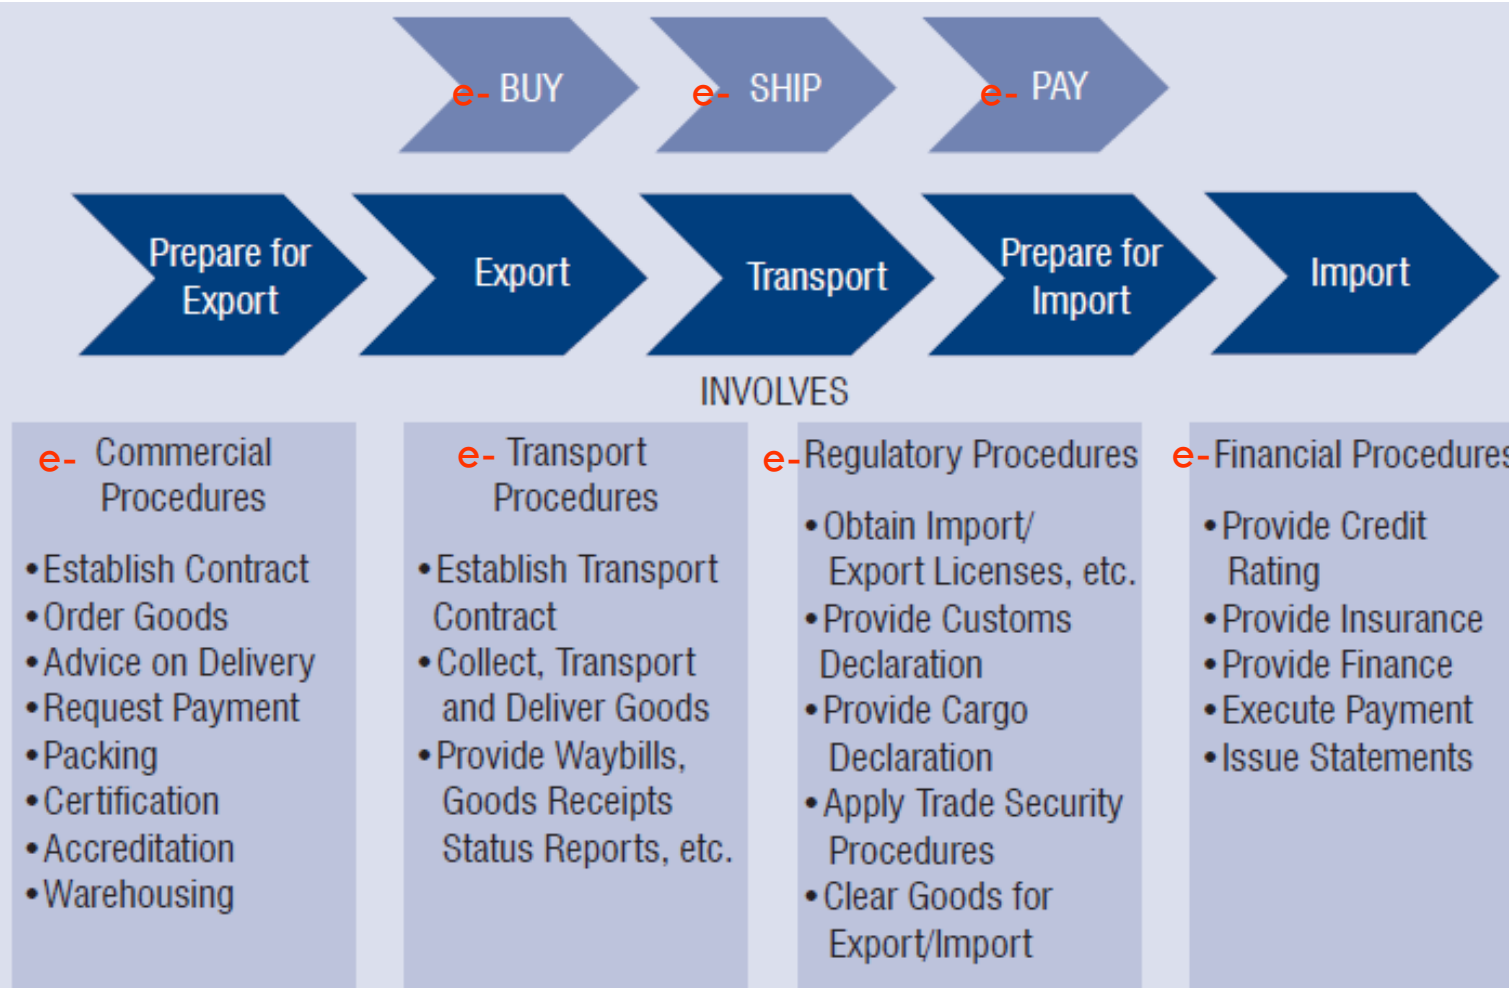 e- BUY
e- SHIP
e- PAY
Prepare for
Export
Export
Transport
Prepare for
Import
Import
INVOLVES
e- Commercial
Procedures
•Establish Contract
•Order Goods
•Advice on Delivery
•Request Payment
•Packing
•Certification
•Accreditation
•Warehousing
e- Transport
Procedures
•Establish Transport
Contract
•Collect, Transport
and Deliver Goods
•Provide Waybills,
Goods Receipts
Status Reports, etc.
e- Regulatory Procedures
•Obtain Import/
Export Licenses, etc.
•Provide Customs
Declaration
•Provide Cargo
Declaration
•Apply Trade Security
Procedures
•Clear Goods for
Export/Import
e- Financial Procedures
•Provide Credit
Rating
•Provide Insurance
•Provide Finance
•Execute Payment
•Issue Statements